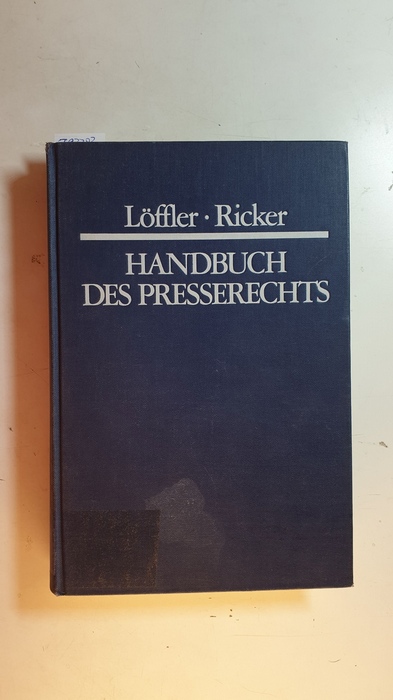 Löffler · Ricker
HANDBUCH
DES PRESSERECHTS